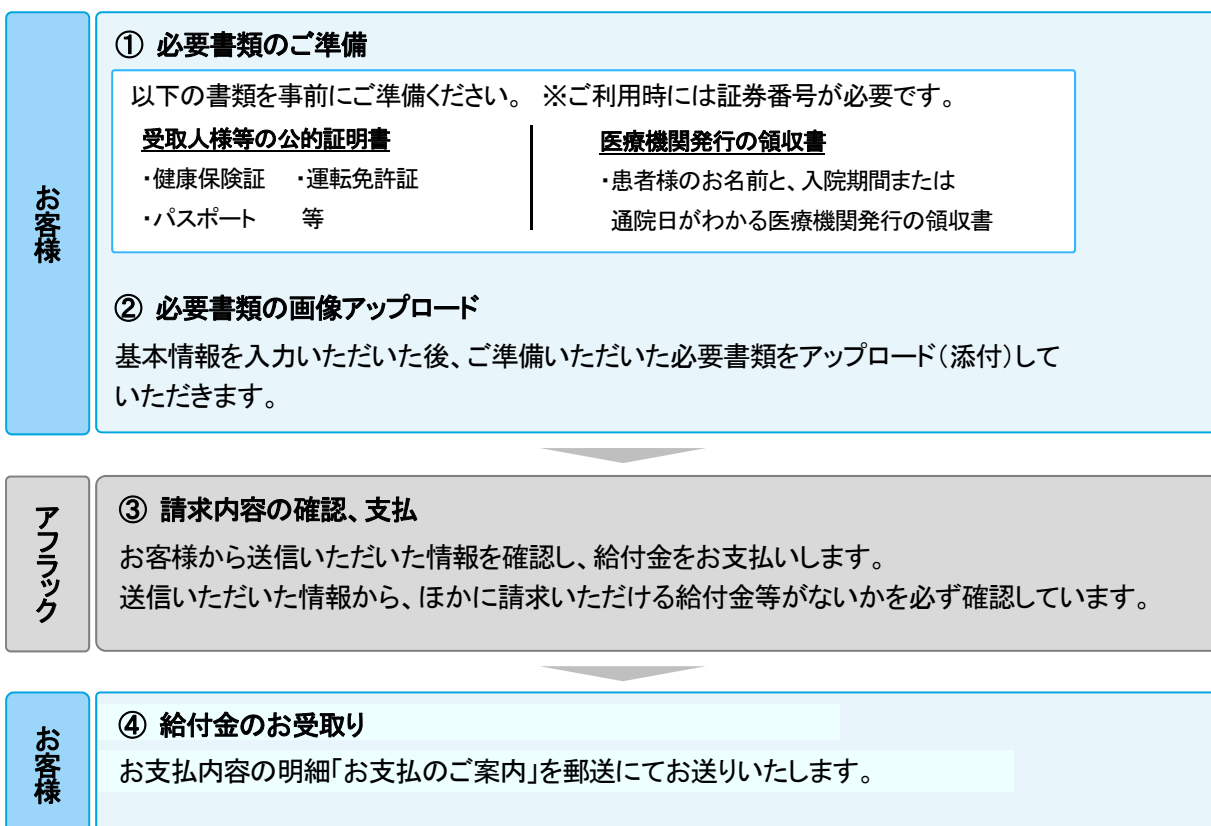 お客様
① 必要書類のご準備
以下の書類を事前にご準備ください。 ※ご利用時には証券番号が必要です。
受取人様等の公的証明書
・健康保険証 ・運転免許証
・パスポート 等
医療機関発行の領収書
・患者様のお名前と、入院期間または
通院日がわかる医療機関発行の領収書
② 必要書類の画像アップロード
基本情報を入力いただいた後、ご準備いただいた必要書類をアップロード(添付)して
いただきます。
アフラック
③ 請求内容の確認、支払
お客様から送信いただいた情報を確認し、給付金をお支払いします。
送信いただいた情報から、ほかに請求いただける給付金等がないかを必ず確認しています。
お客様
④ 給付金のお受取り
お支払内容の明細「お支払のご案内」を郵送にてお送りいたします。